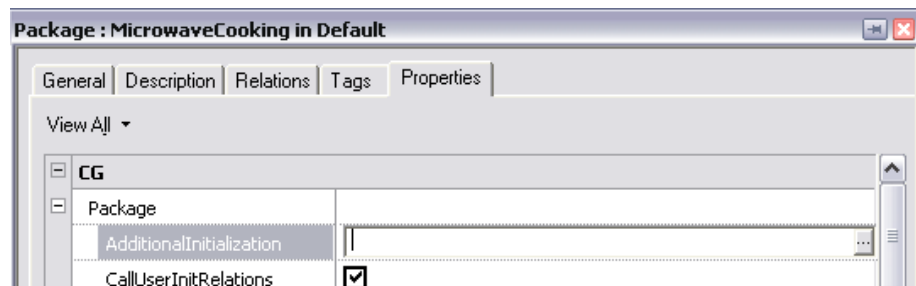 Package : MicrowaveCooking in Default
General Description Relations Tags Properties
View All
CG
Package
AdditionalInitialization
...
CallUserInitRelations